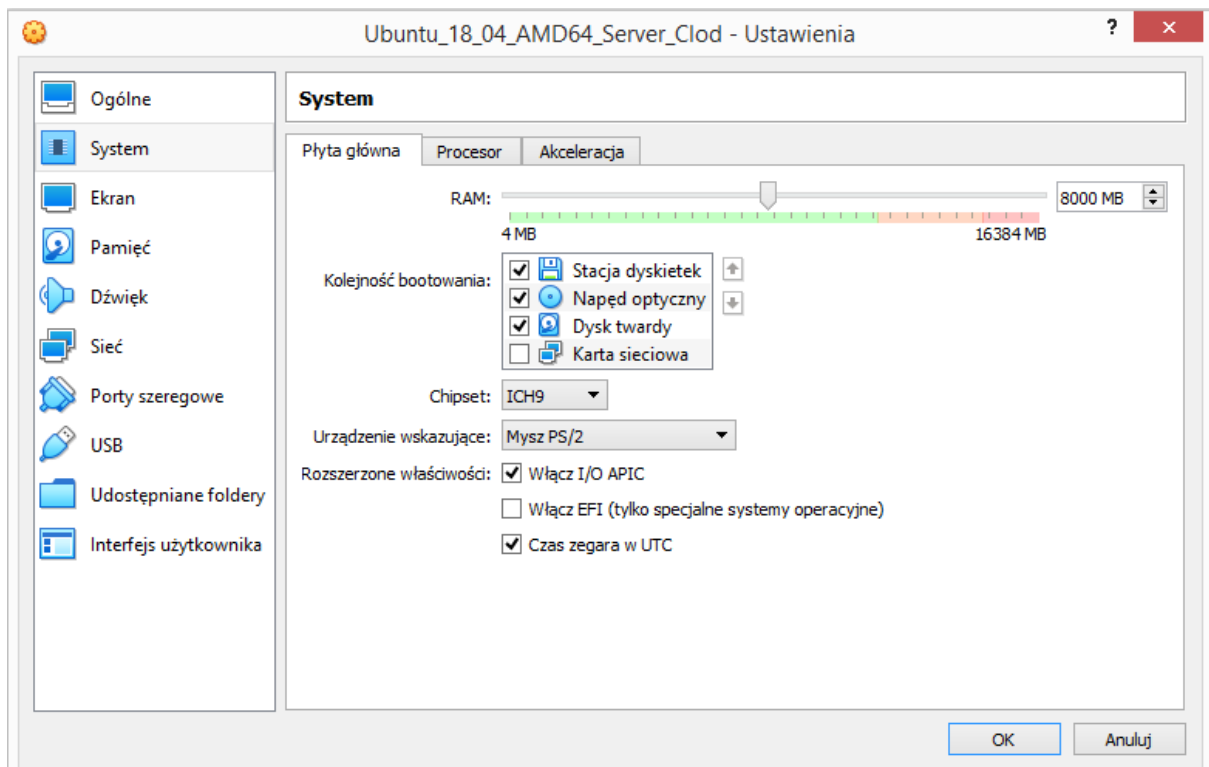 Ubuntu_18_04_AMD64_Server_Clod - Ustawienia
?
×
Ogólne
System
Ekran
Pamięć
Dźwięk
Sieć
Porty szeregowe
USB
Udostępniane foldery
Interfejs użytkownika
System
Płyta główna Procesor Akceleracja
RAM: 8000 MB
4 MB 16384 MB
Kolejność bootowania:
Stacja dyskietek
Napęd optyczny
Dysk twardy
Karta sieciowa
Chipset: ICH9
Urządzenie wskazujące: Mysz PS/2
Rozszerzone właściwości: Włącz I/O APIC
Włącz EFI (tylko specjalne systemy operacyjne)
Czas zegara w UTC
OK Anuluj